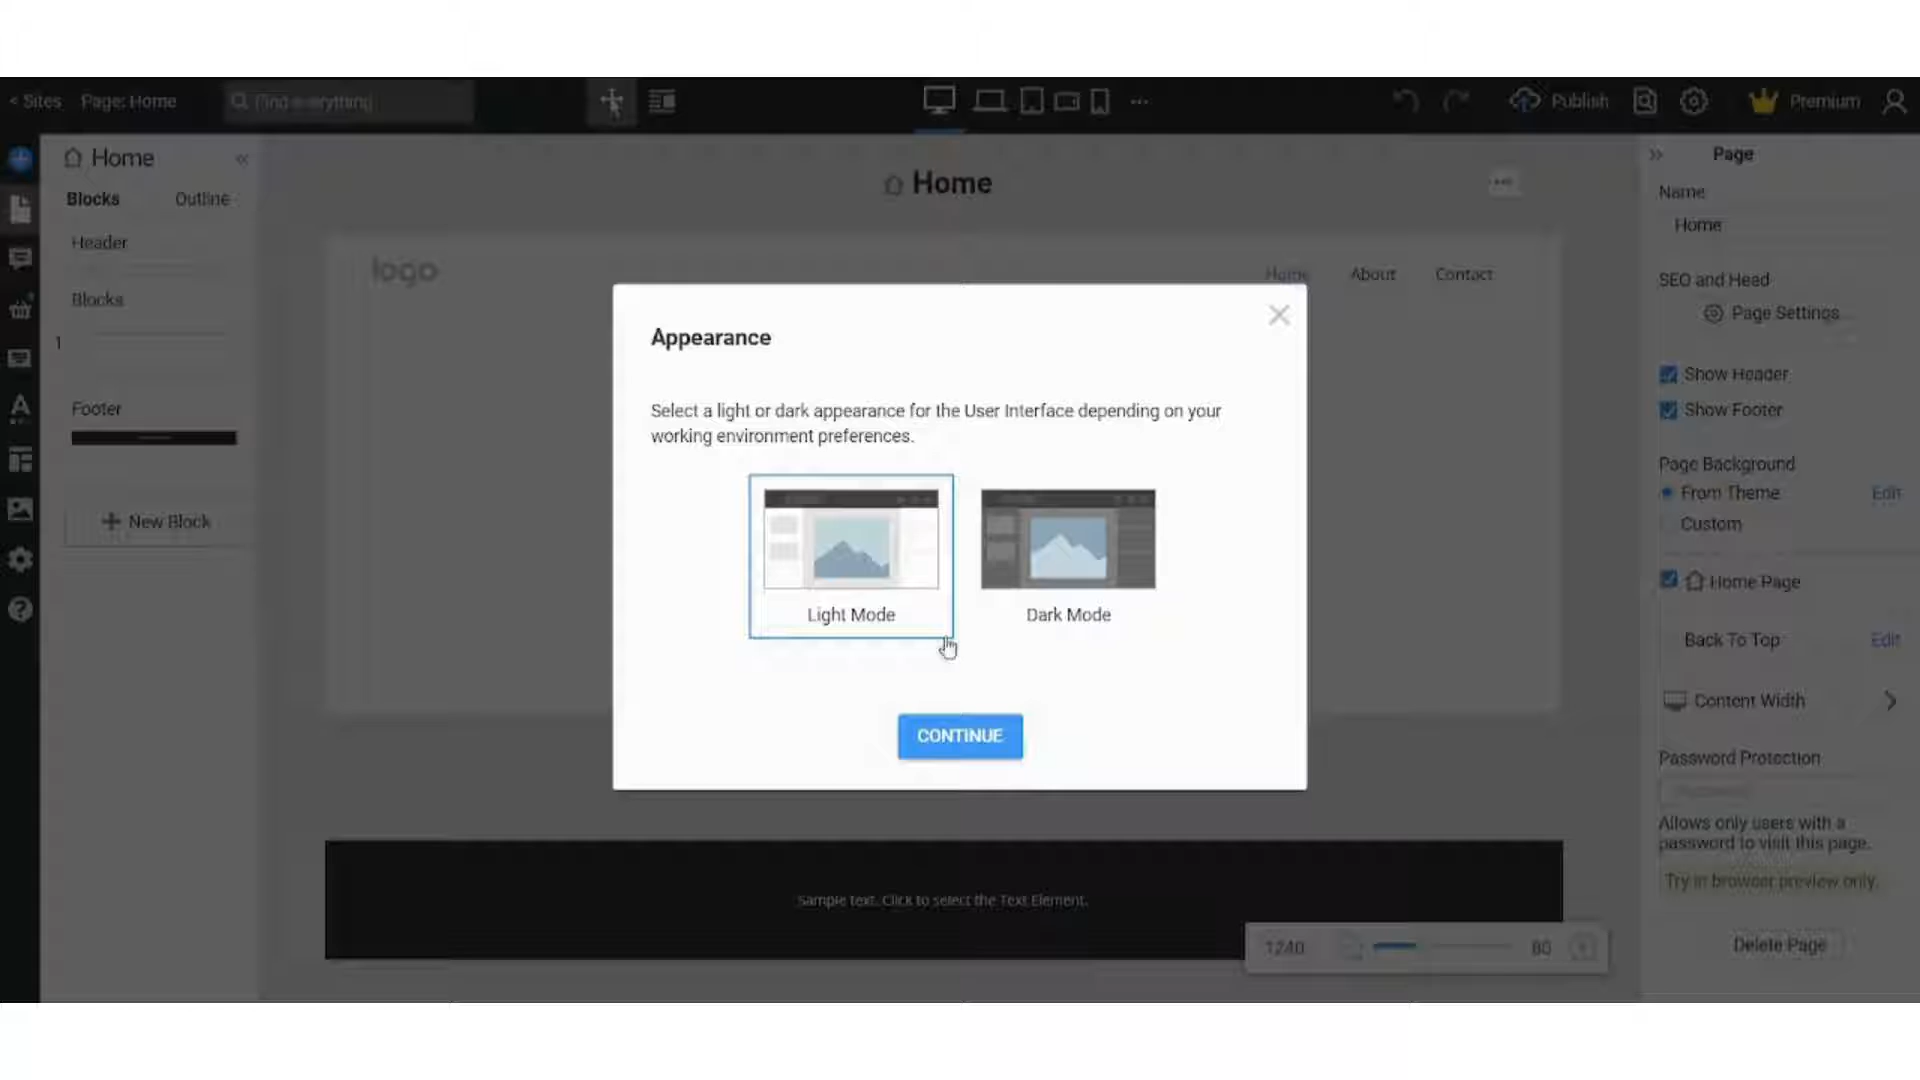 < Sites Page: Home Find everything Publish Premium
Home
Blocks Outline
Header
Blocks
1
Footer
New Block
Home
logo
Home About Contact
Appearance
Select a light or dark appearance for the User Interface depending on your
working environment preferences.
Light Mode Dark Mode
CONTINUE
Sample text. Click to select the Text Element.
1240 80
Page
Name
Home
SEO and Head
Page Settings
Show Header
Show Footer
Page Background
From Theme Edit
Custom
Home Page
Back To Top Edit
Content Width
Password Protection
Allows only users with a
password to visit this page.
Try in browser preview only.
Delete Page